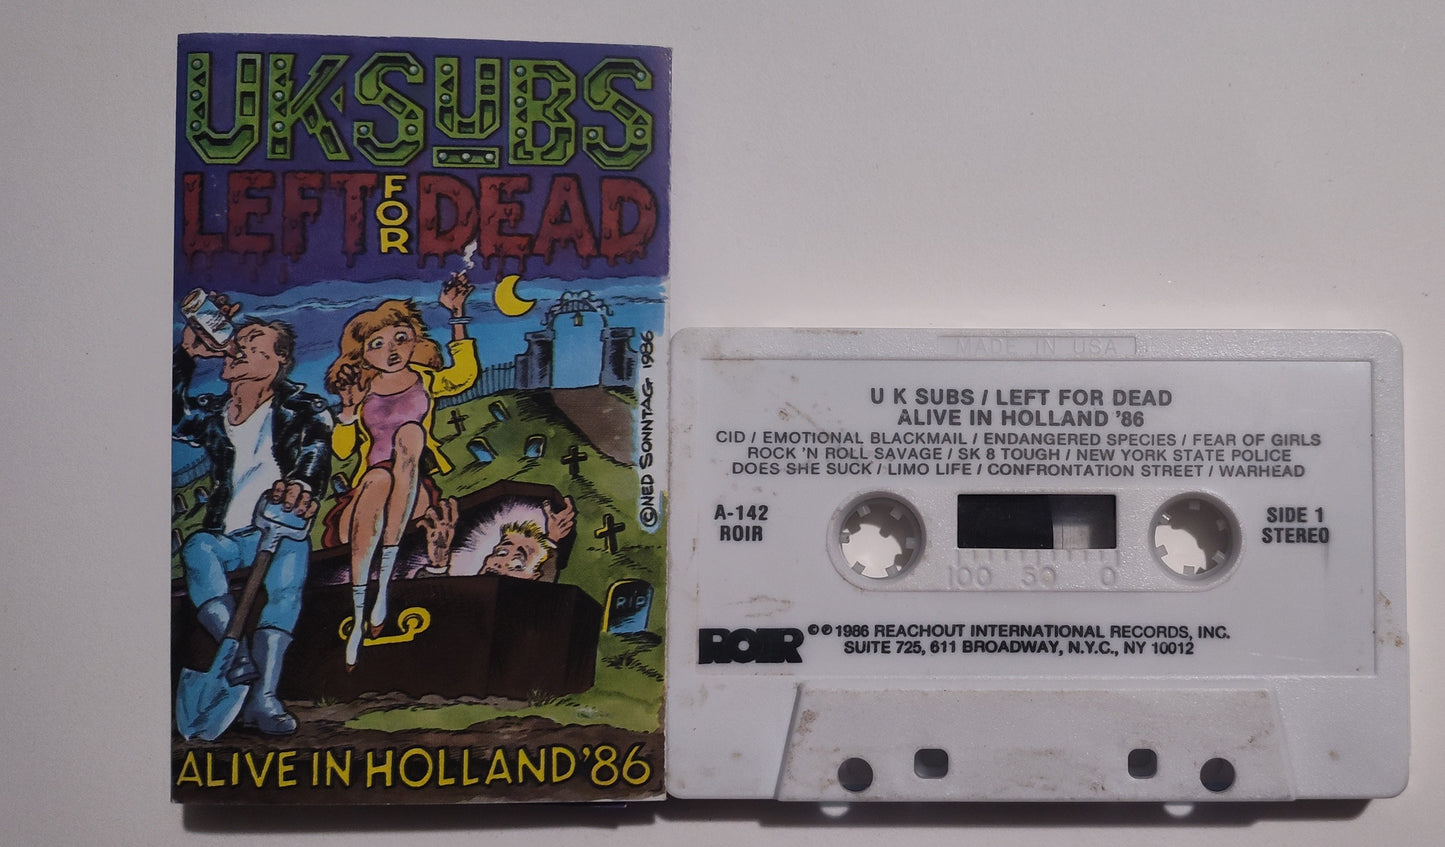 UK SUBS
LEFT FOR DEAD
© NED SONNTAG 1986
RIP
ALIVE IN HOLLAND '86
MADE IN USA
U K SUBS / LEFT FOR DEAD
ALIVE IN HOLLAND '86
CID / EMOTIONAL BLACKMAIL / ENDANGERED SPECIES / FEAR OF GIRLS
ROCK 'N ROLL SAVAGE / SK 8 TOUGH / NEW YORK STATE POLICE
DOES SHE SUCK / LIMO LIFE / CONFRONTATION STREET / WARHEAD
A-142
ROIR
SIDE 1
STEREO
100 50 0
ROIR
© ℗ 1986 REACHOUT INTERNATIONAL RECORDS, INC.
SUITE 725, 611 BROADWAY, N.Y.C., NY 10012